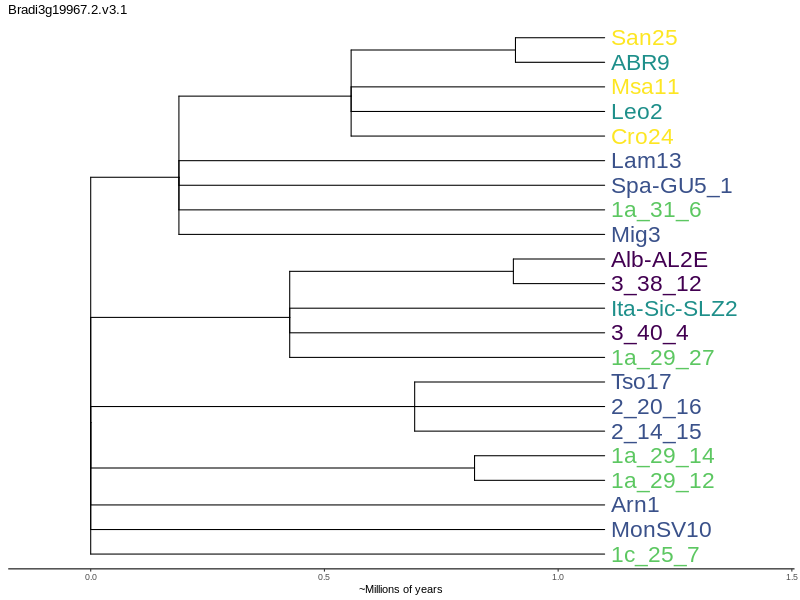 Bradi3g19967.2.v3.1
San25
ABR9
Msa11
Leo2
Cro24
Lam13
Spa-GU5_1
1a_31_6
Mig3
Alb-AL2E
3_38_12
Ita-Sic-SLZ2
3_40_4
1a_29_27
Tso17
2_20_16
2_14_15
1a_29_14
1a_29_12
Arn1
MonSV10
1c_25_7
0.0 0.5 1.0 1.5
~Millions of years